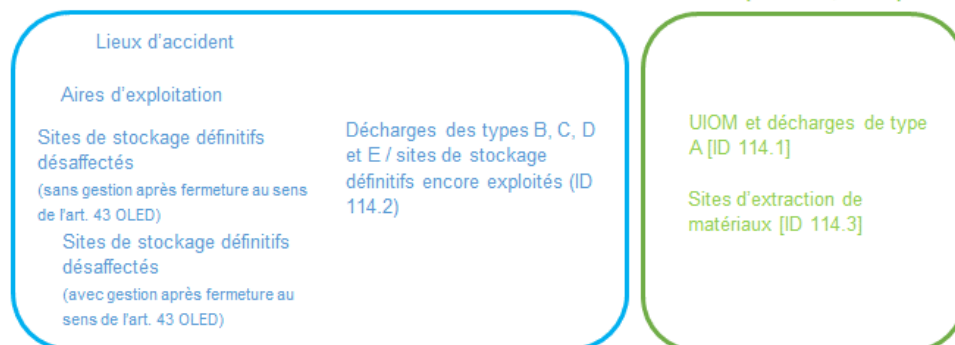 Lieux d'accident
Aires d'exploitation
Sites de stockage définitifs
désaffectés
(sans gestion après fermeture au sens
de l'art. 43 OLED)
Sites de stockage définitifs
désaffectés
(avec gestion après fermeture au
sens de l'art. 43 OLED)
Décharges des types B, C, D
et E / sites de stockage
définitifs encore exploités (ID
114.2)
UIOM et décharges de type
A [ID 114.1]
Sites d'extraction de
matériaux [ID 114.3]